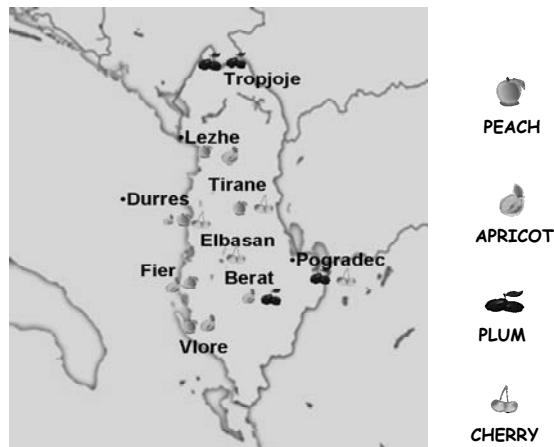 Tropjoje
•Lezhe
Tirane
•Durres
Elbasan
•Pogradec
Fier
Berat
Vlore
PEACH
APRICOT
PLUM
CHERRY